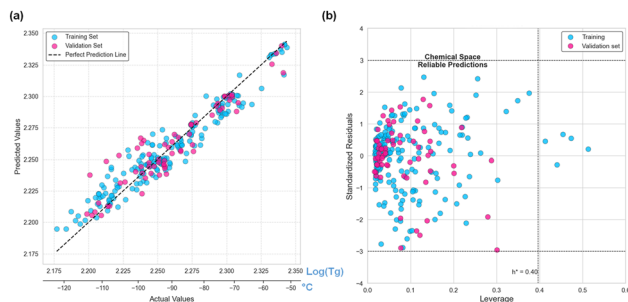 (a)
Training Set
Validation Set
Perfect Prediction Line
Predicted Values
2.350
2.325
2.300
2.275
2.250
2.225
2.200
2.175
2.175 2.200 2.225 2.250 2.275 2.300 2.325 2.350
Log(Tg)
-120 -110 -100 -90 -80 -70 -60 -50
°C
Actual Values
(b)
Training
Validation set
Chemical Space
Reliable Predictions
Standardized Residuals
4
3
2
1
0
-1
-2
-3
-4
h* = 0.40
0.0 0.1 0.2 0.3 0.4 0.5 0.6
Leverage